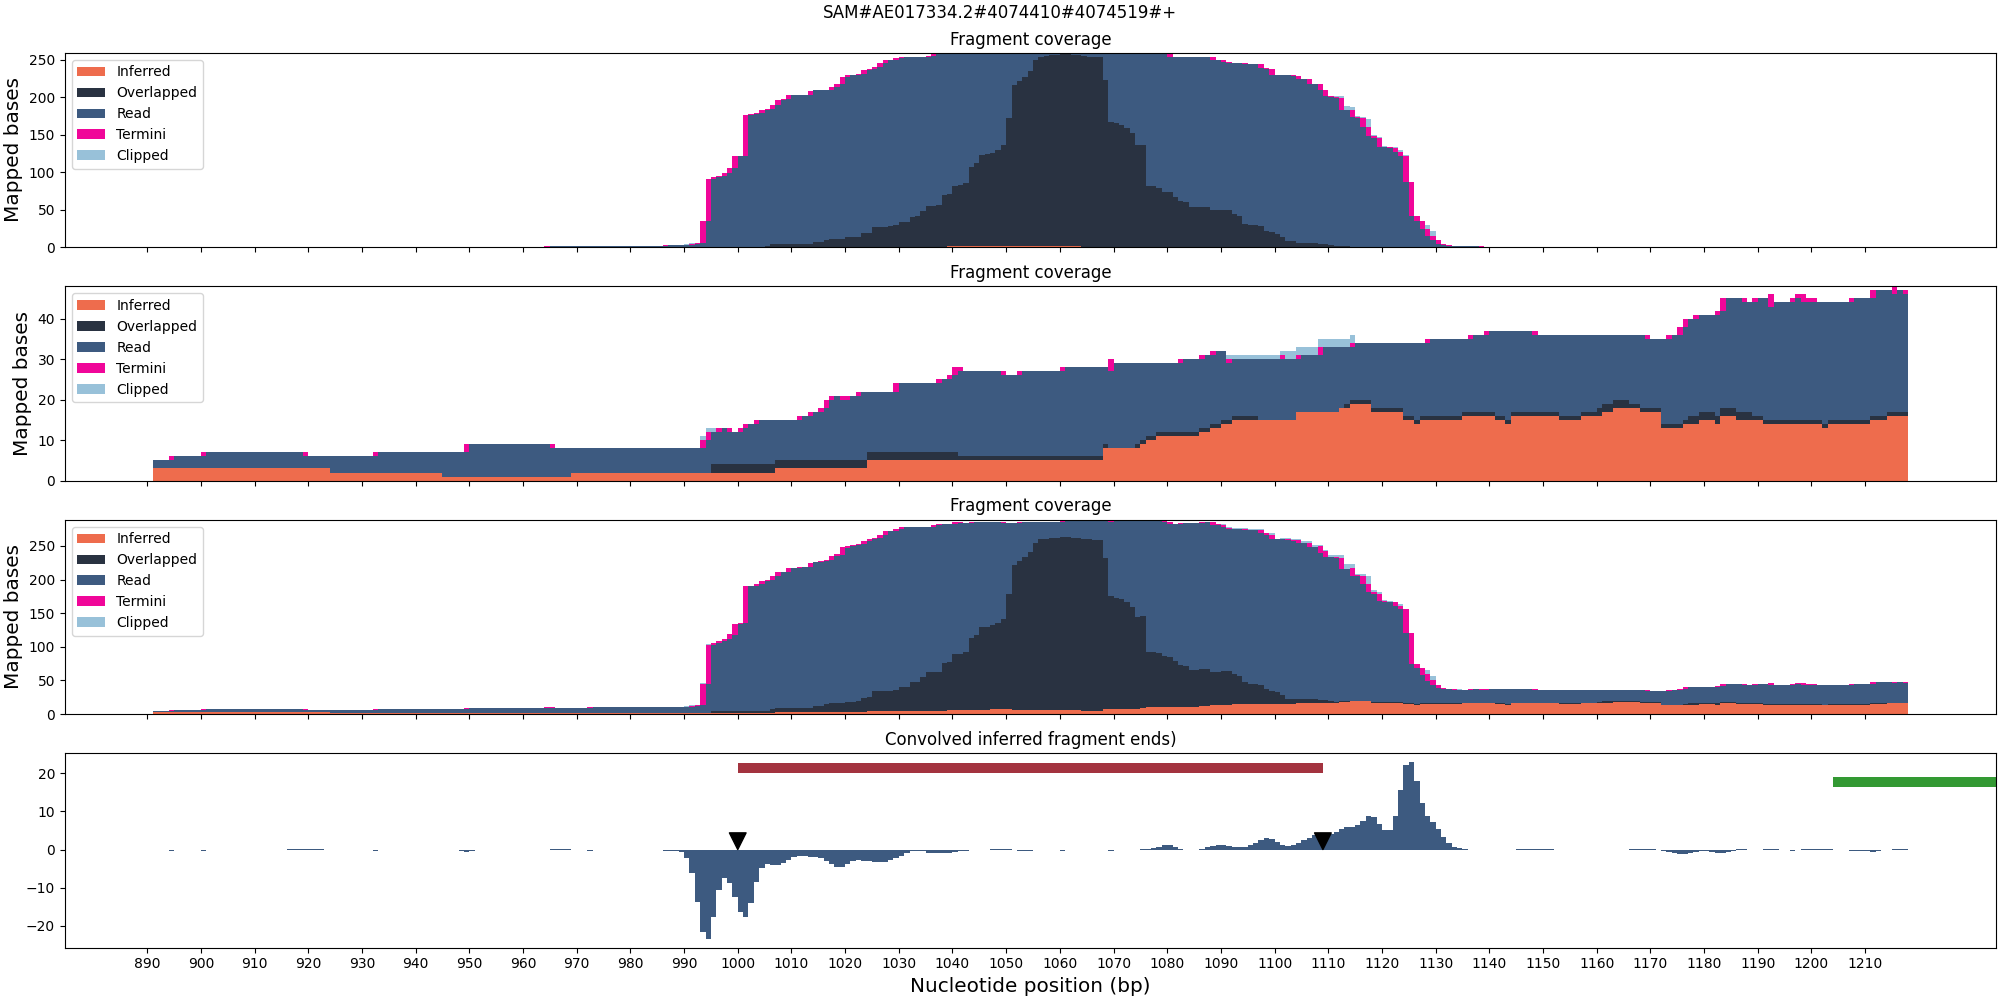 SAM#AE017334.2#4074410#4074519#+
Fragment coverage
Mapped bases
250
200
150
100
50
0
Inferred
Overlapped
Read
Termini
Clipped
Fragment coverage
Mapped bases
40
30
20
10
0
Inferred
Overlapped
Read
Termini
Clipped
Fragment coverage
Mapped bases
250
200
150
100
50
0
Inferred
Overlapped
Read
Termini
Clipped
Convolved inferred fragment ends)
20
10
0
−10
−20
890 900 910 920 930 940 950 960 970 980 990 1000 1010 1020 1030 1040 1050 1060 1070 1080 1090 1100 1110 1120 1130 1140 1150 1160 1170 1180 1190 1200 1210
Nucleotide position (bp)